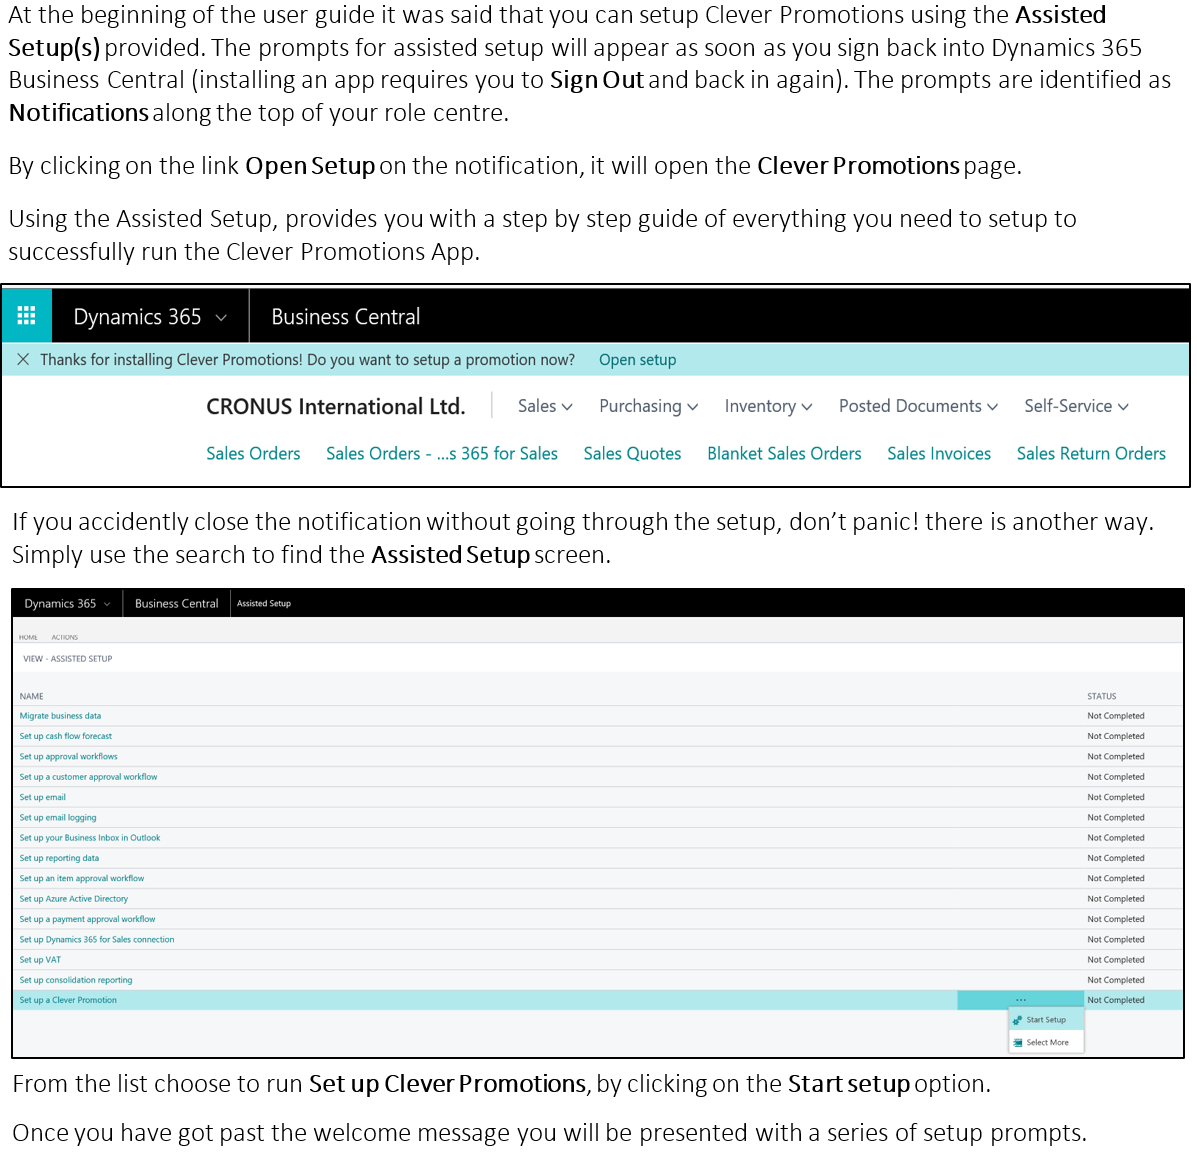 At the beginning of the user guide it was said that you can setup Clever Promotions using the Assisted
Setup(s) provided. The prompts for assisted setup will appear as soon as you sign back into Dynamics 365
Business Central (installing an app requires you to Sign Out and back in again). The prompts are identified as
Notifications along the top of your role centre.
By clicking on the link Open Setup on the notification, it will open the Clever Promotions page.
Using the Assisted Setup, provides you with a step by step guide of everything you need to setup to
successfully run the Clever Promotions App.
Dynamics 365 Business Central
Thanks for installing Clever Promotions! Do you want to setup a promotion now? Open setup
CRONUS International Ltd. Sales Purchasing Inventory Posted Documents Self-Service
Sales Orders Sales Orders - ...s 365 for Sales Sales Quotes Blanket Sales Orders Sales Invoices Sales Return Orders
If you accidently close the notification without going through the setup, don’t panic! there is another way.
Simply use the search to find the Assisted Setup screen.
Dynamics 365 Business Central Assisted Setup
HOME ACTIONS
VIEW - ASSISTED SETUP
NAME STATUS
Migrate business data Not Completed
Set up cash flow forecast Not Completed
Set up approval workflows Not Completed
Set up a customer approval workflow Not Completed
Set up email Not Completed
Set up email logging Not Completed
Set up your Business Inbox in Outlook Not Completed
Set up reporting data Not Completed
Set up an item approval workflow Not Completed
Set up Azure Active Directory Not Completed
Set up a payment approval workflow Not Completed
Set up Dynamics 365 for Sales connection Not Completed
Set up VAT Not Completed
Set up consolidation reporting Not Completed
Set up a Clever Promotion ... Not Completed
Start Setup
Select More
From the list choose to run Set up Clever Promotions, by clicking on the Start setup option.
Once you have got past the welcome message you will be presented with a series of setup prompts.